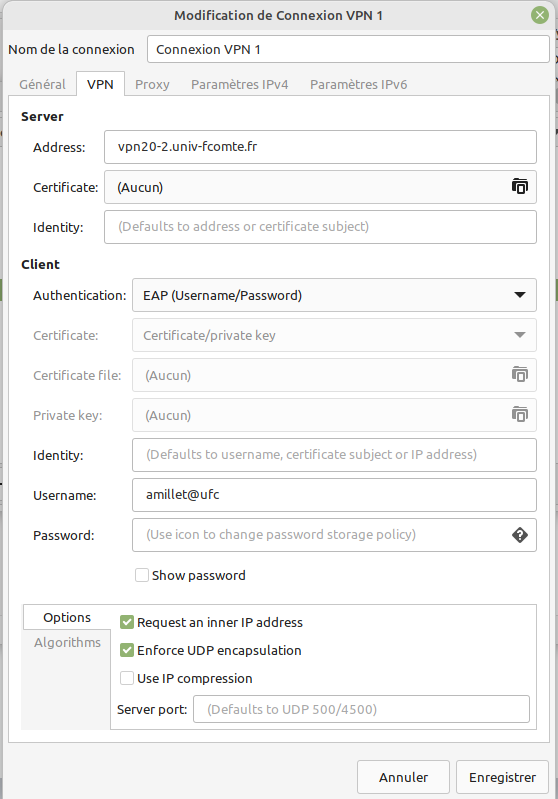 Modification de Connexion VPN 1
Nom de la connexion Connexion VPN 1
Général VPN Proxy Paramètres IPv4 Paramètres IPv6
Server
Address: vpn20-2.univ-fcomte.fr
Certificate: (Aucun)
Identity: (Defaults to address or certificate subject)
Client
Authentication: EAP (Username/Password)
Certificate: Certificate/private key
Certificate file: (Aucun)
Private key: (Aucun)
Identity: (Defaults to username, certificate subject or IP address)
Username: amillet@ufc
Password: (Use icon to change password storage policy)
Show password
Options Request an inner IP address
Algorithms Enforce UDP encapsulation
Use IP compression
Server port: (Defaults to UDP 500/4500)
Annuler Enregistrer